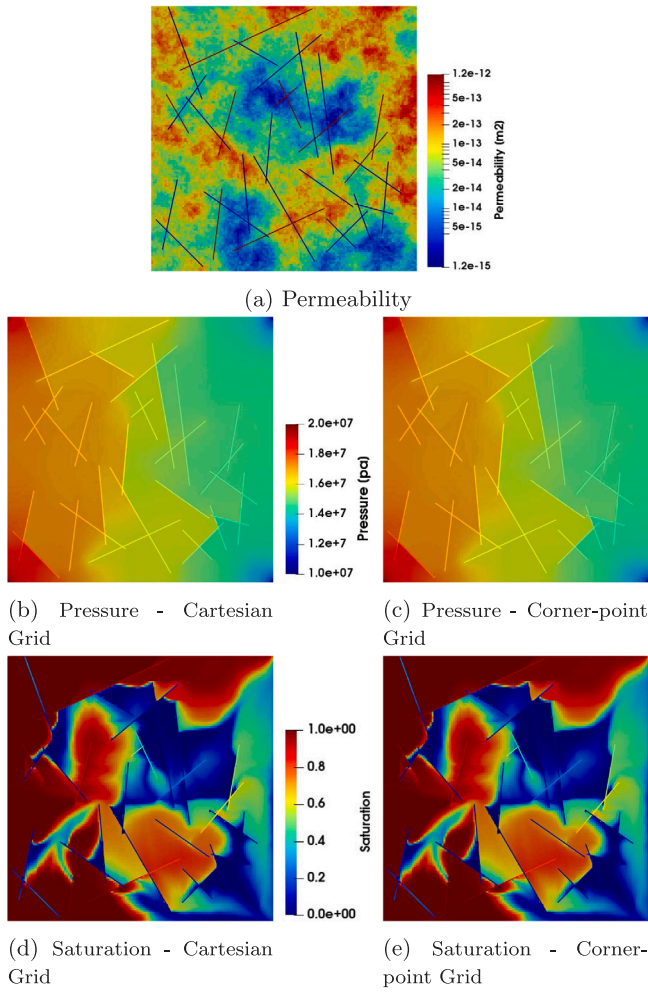 1.2e-12
5e-13
2e-13
1e-13
5e-14
2e-14
1e-14
5e-15
1.2e-15
Permeability (m2)
(a) Permeability
2.0e+07
1.8e+7
1.6e+7
1.4e+7
1.2e+7
1.0e+07
Pressure (pa)
(b) Pressure - Cartesian
Grid
(c) Pressure - Corner-point
Grid
1.0e+00
0.8
0.6
0.4
0.2
0.0e+00
Saturation
(d) Saturation - Cartesian
Grid
(e) Saturation - Corner-
point Grid